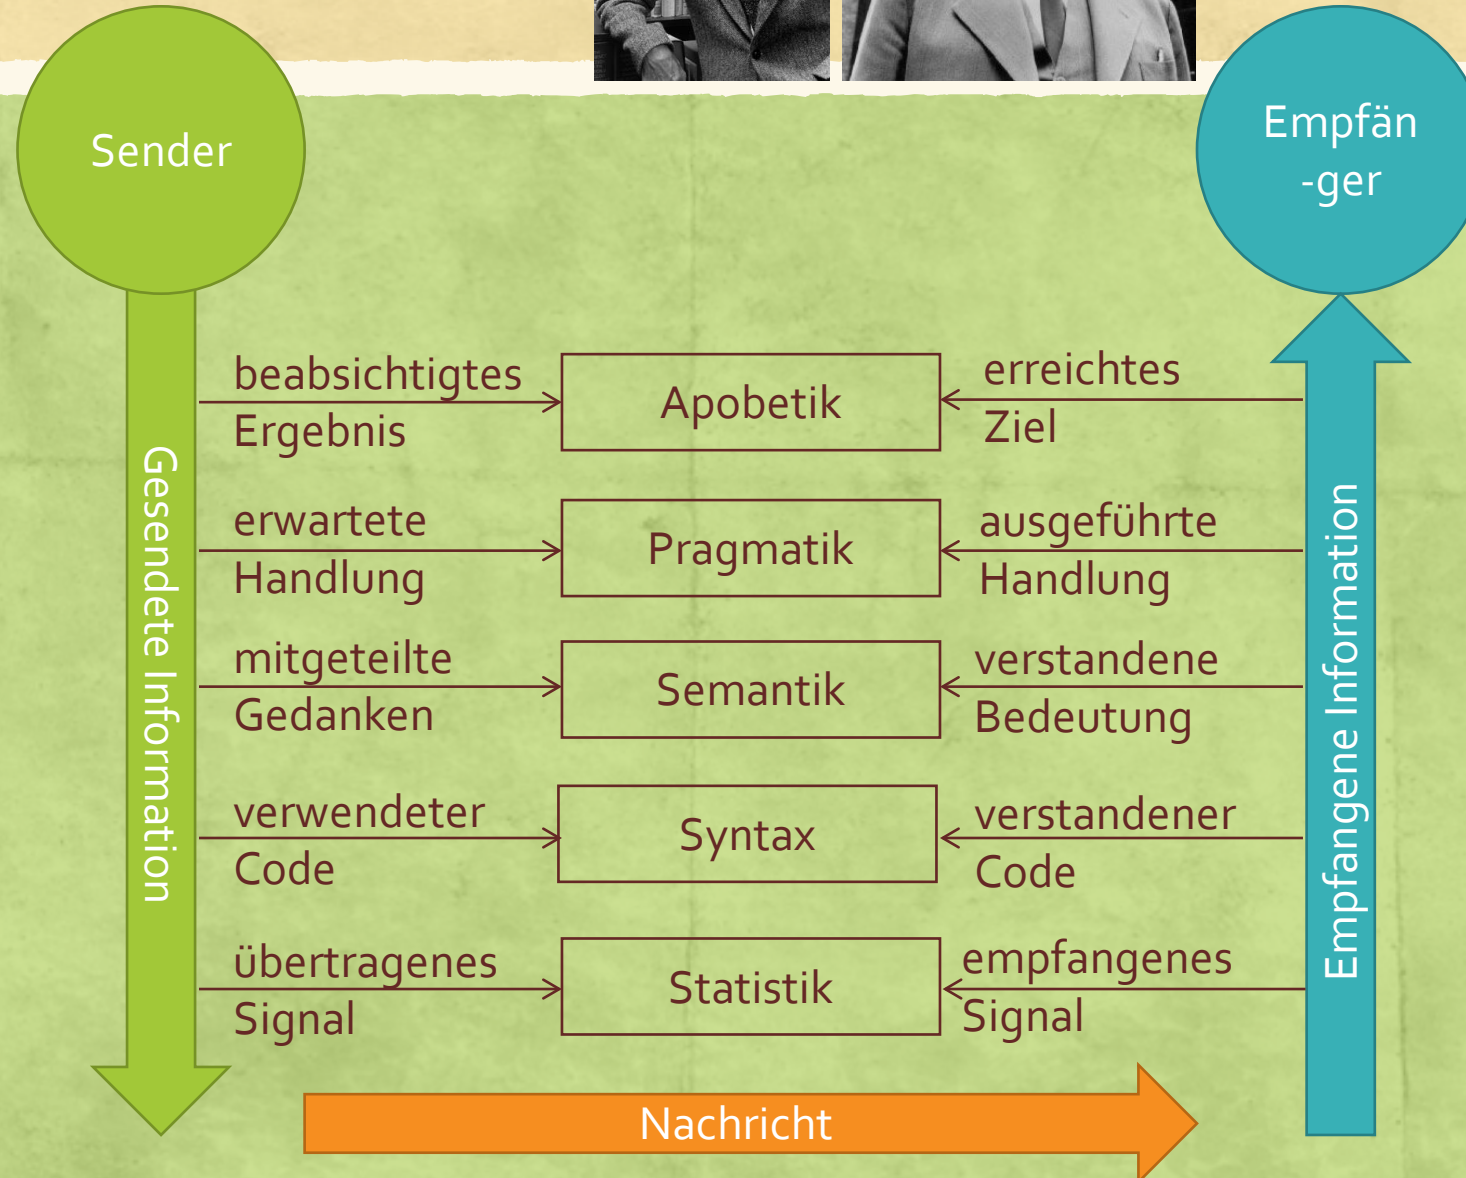 Sender
Empfän
-ger
Gesendete Information
beabsichtigtes
Ergebnis
Apobetik
erreichtes
Ziel
erwartete
Handlung
Pragmatik
ausgeführte
Handlung
mitgeteilte
Gedanken
Semantik
verstandene
Bedeutung
verwendeter
Code
Syntax
verstandener
Code
übertragenes
Signal
Statistik
empfangenes
Signal
Empfangene Information
Nachricht